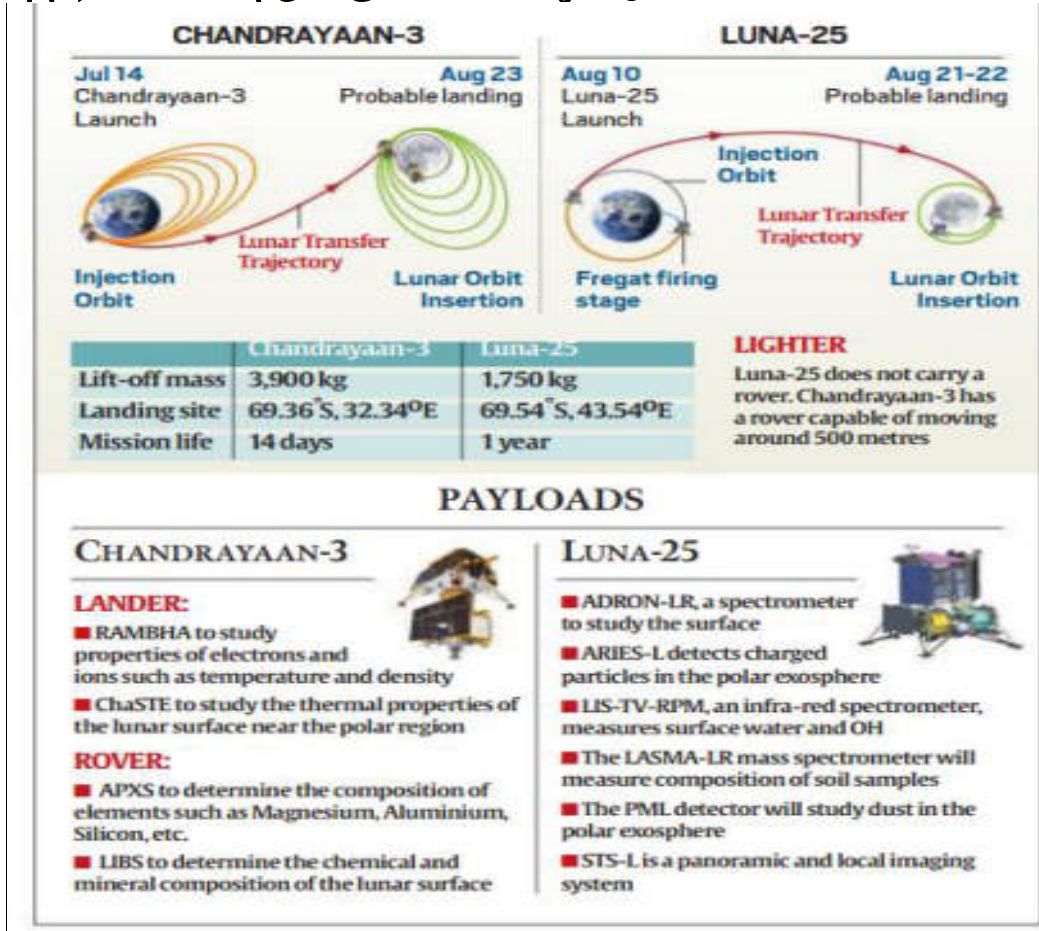 CHANDRAYAAN-3
Jul 14
Chandrayaan-3
Launch
Aug 23
Probable landing
Lunar Transfer
Trajectory
Injection
Orbit
Lunar Orbit
Insertion
LUNA-25
Aug 10
Luna-25
Launch
Aug 21-22
Probable landing
Injection
Orbit
Lunar Transfer
Trajectory
Fregat firing
stage
Lunar Orbit
Insertion
Chandrayaan-3 Luna-25
Lift-off mass 3,900 kg 1,750 kg
Landing site 69.36°S, 32.34ºE 69.54°S, 43.54ºE
Mission life 14 days 1 year
LIGHTER
Luna-25 does not carry a
rover. Chandrayaan-3 has
a rover capable of moving
around 500 metres
PAYLOADS
CHANDRAYAAN-3
LANDER:
■ RAMBHA to study
properties of electrons and
ions such as temperature and density
■ ChaSTE to study the thermal properties of
the lunar surface near the polar region
ROVER:
■ APXS to determine the composition of
elements such as Magnesium, Aluminium,
Silicon, etc.
■ LIBS to determine the chemical and
mineral composition of the lunar surface
LUNA-25
■ ADRON-LR, a spectrometer
to study the surface
■ ARIES-L detects charged
particles in the polar exosphere
■ LIS-TV-RPM, an infra-red spectrometer,
measures surface water and OH
■ The LASMA-LR mass spectrometer will
measure composition of soil samples
■ The PML detector will study dust in the
polar exosphere
■ STS-L is a panoramic and local imaging
system